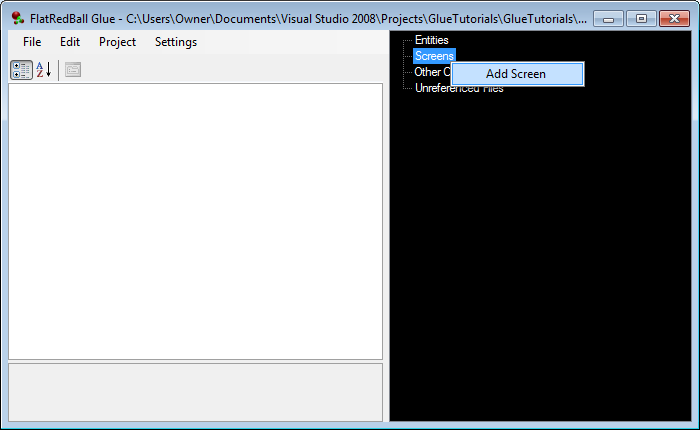 FlatRedBall Glue - C:\Users\Owner\Documents\Visual Studio 2008\Projects\GlueTutorials\GlueTutorials\...
File Edit Project Settings
A
Z
Entities
Screens
Add Screen
Other C
Unreferenced Files